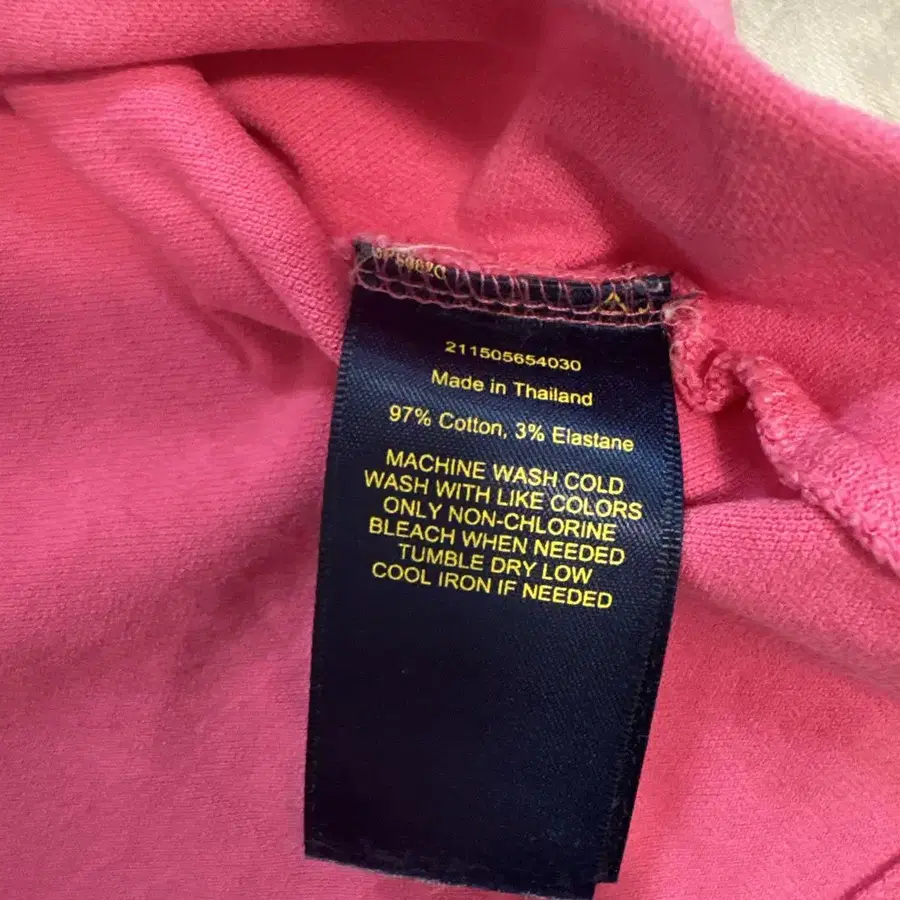 211505654030
Made in Thailand
97% Cotton, 3% Elastane
MACHINE WASH COLD
WASH WITH LIKE COLORS
ONLY NON-CHLORINE
BLEACH WHEN NEEDED
TUMBLE DRY LOW
COOL IRON IF NEEDED